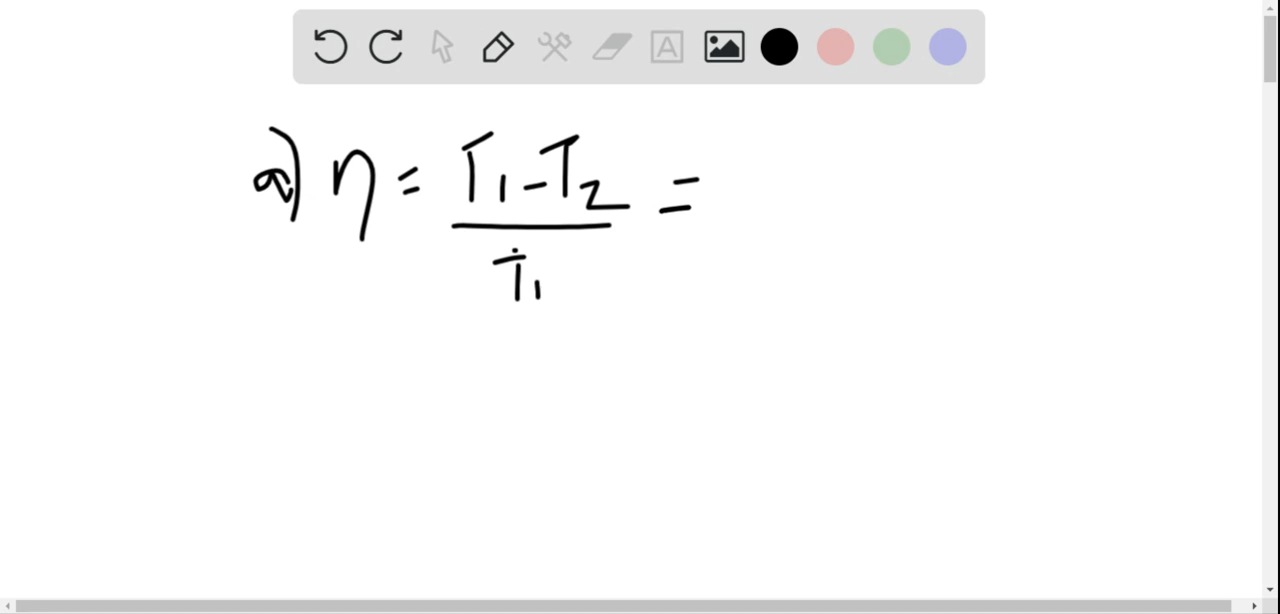 A
a) η = T₁ - T₂ / T₁ =